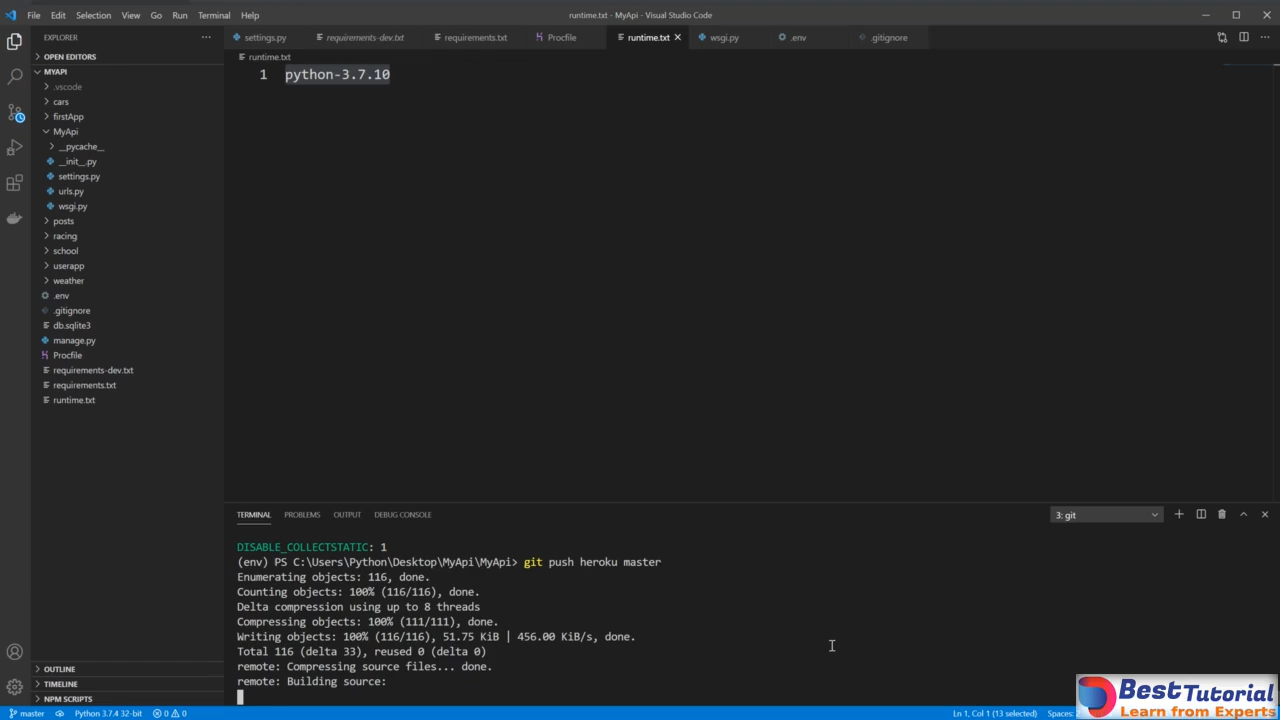 File Edit Selection View Go Run Terminal Help
runtime.txt - MyApi - Visual Studio Code
EXPLORER
OPEN EDITORS
MYAPI
.vscode
cars
firstApp
MyApi
__pycache__
__init__.py
settings.py
urls.py
wsgi.py
posts
racing
school
userapp
weather
.env
.gitignore
db.sqlite3
manage.py
Procfile
requirements-dev.txt
requirements.txt
runtime.txt
OUTLINE
TIMELINE
NPM SCRIPTS
settings.py requirements-dev.txt requirements.txt Procfile runtime.txt wsgi.py .env .gitignore
runtime.txt
1 python-3.7.10
TERMINAL PROBLEMS OUTPUT DEBUG CONSOLE
3: git
DISABLE_COLLECTSTATIC: 1
(env) PS C:\Users\Python\Desktop\MyApi\MyApi> git push heroku master
Enumerating objects: 116, done.
Counting objects: 100% (116/116), done.
Delta compression using up to 8 threads
Compressing objects: 100% (111/111), done.
Writing objects: 100% (116/116), 51.75 KiB | 456.00 KiB/s, done.
Total 116 (delta 33), reused 0 (delta 0)
remote: Compressing source files... done.
remote: Building source:
master Python 3.7.4 32-bit 0 0
Ln 1, Col 1 (13 selected) Spaces:
BestTutorial
Learn from Experts